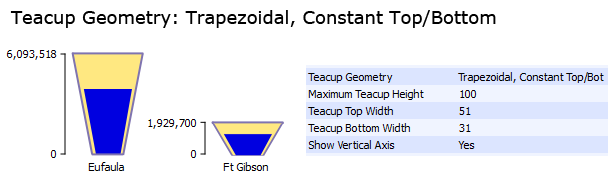 Teacup Geometry: Trapezoidal, Constant Top/Bottom
6,093,518
0
Eufaula
1,929,700
0
Ft Gibson
Teacup Geometry Trapezoidal, Constant Top/Bot
Maximum Teacup Height 100
Teacup Top Width 51
Teacup Bottom Width 31
Show Vertical Axis Yes